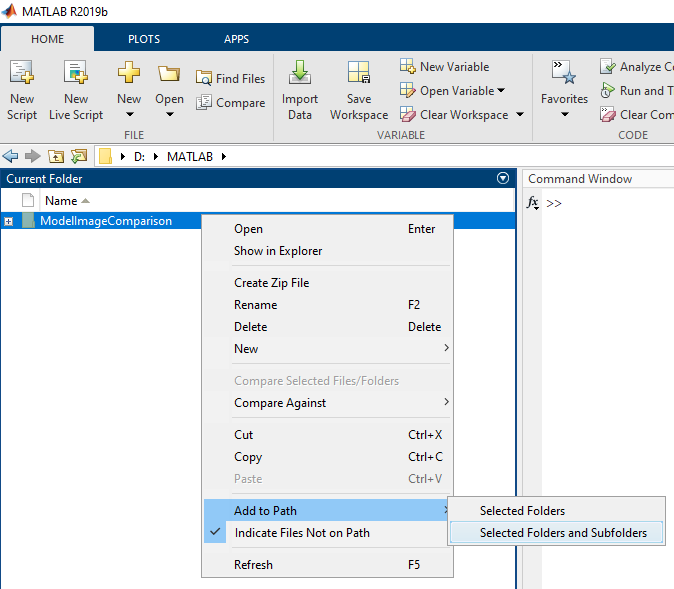 MATLAB R2019b
HOME PLOTS APPS
New Script
New Live Script
New
Open
Find Files
Compare
FILE
Import Data
Save Workspace
New Variable
Open Variable
Clear Workspace
VARIABLE
Favorites
Analyze Co
Run and T
Clear Com
CODE
D: MATLAB
Current Folder
Name
ModelImageComparison
Command Window
fx >>
Open Enter
Show in Explorer
Create Zip File
Rename F2
Delete Delete
New
Compare Selected Files/Folders
Compare Against
Cut Ctrl+X
Copy Ctrl+C
Paste Ctrl+V
Add to Path
Indicate Files Not on Path
Refresh F5
Selected Folders
Selected Folders and Subfolders